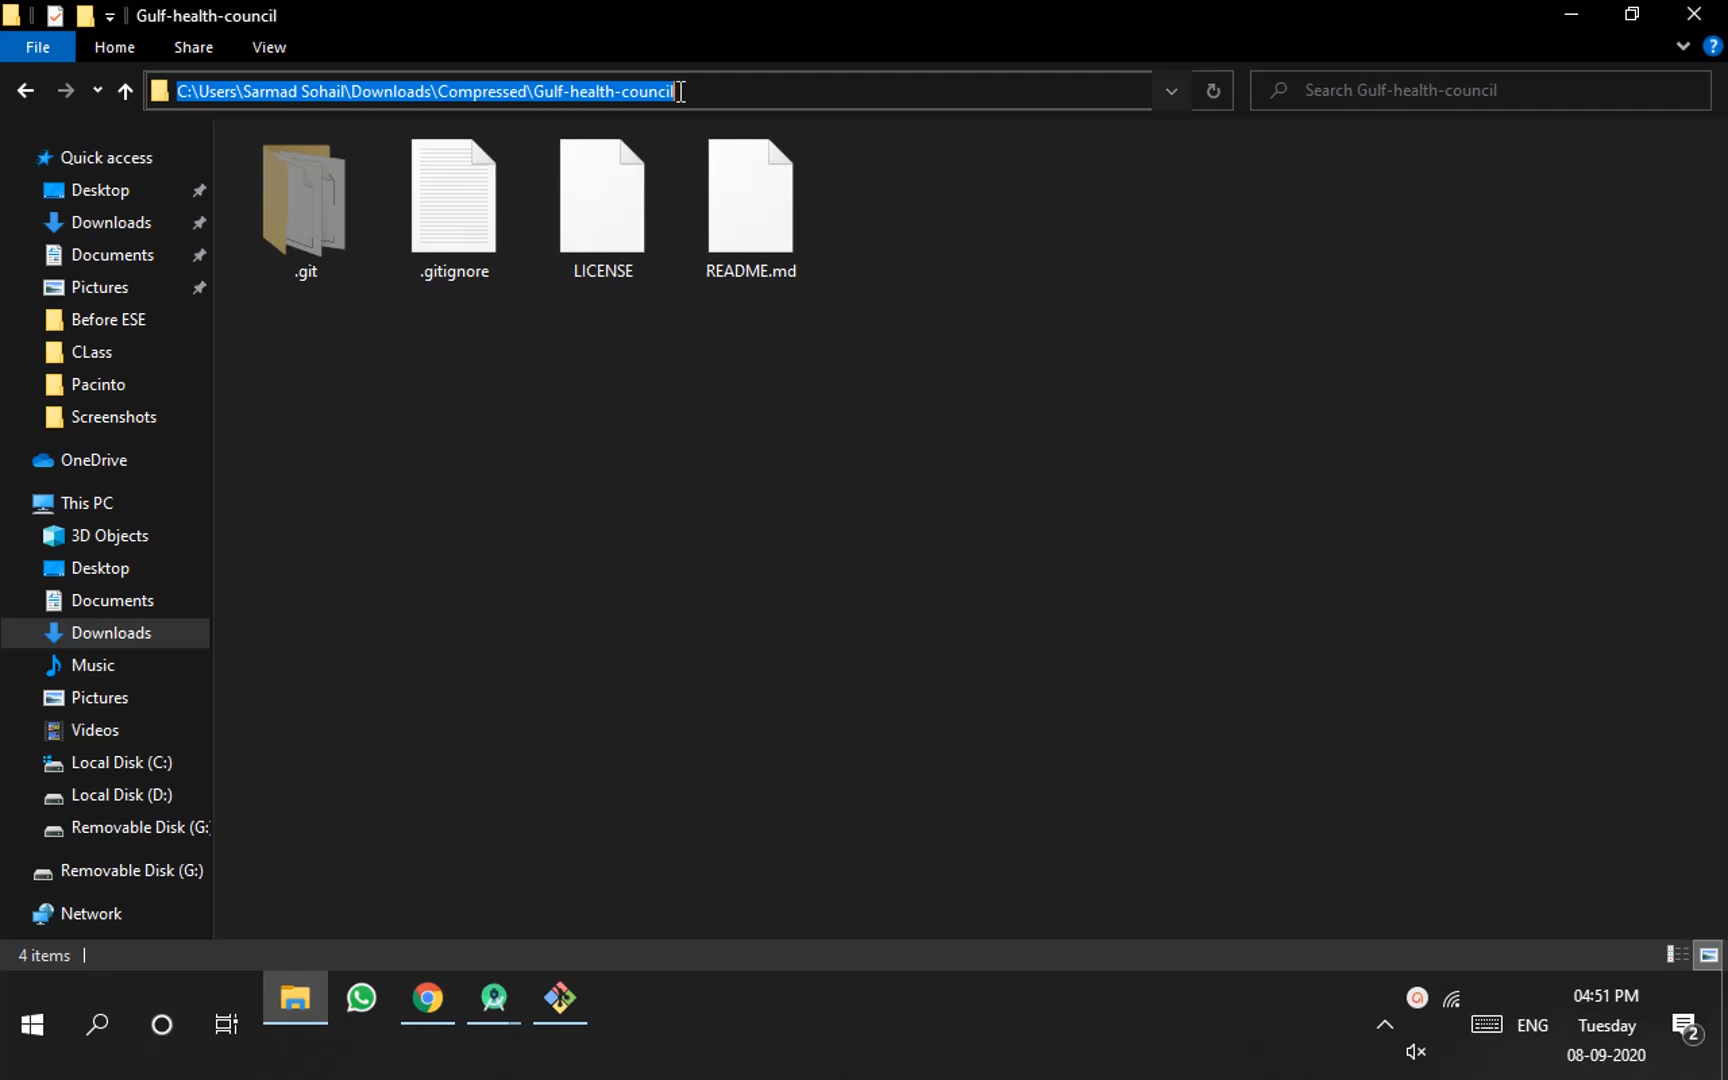 Gulf-health-council
File
Home
Share
View
C:\Users\Sarmad Sohail\Downloads\Compressed\Gulf-health-council
Search Gulf-health-council
Quick access
Desktop
Downloads
Documents
Pictures
Before ESE
CLass
Pacinto
Screenshots
OneDrive
This PC
3D Objects
Desktop
Documents
Downloads
Music
Pictures
Videos
Local Disk (C:)
Local Disk (D:)
Removable Disk (G:
Removable Disk (G:)
Network
.git
.gitignore
LICENSE
README.md
4 items
04:51 PM
ENG
Tuesday
2
08-09-2020